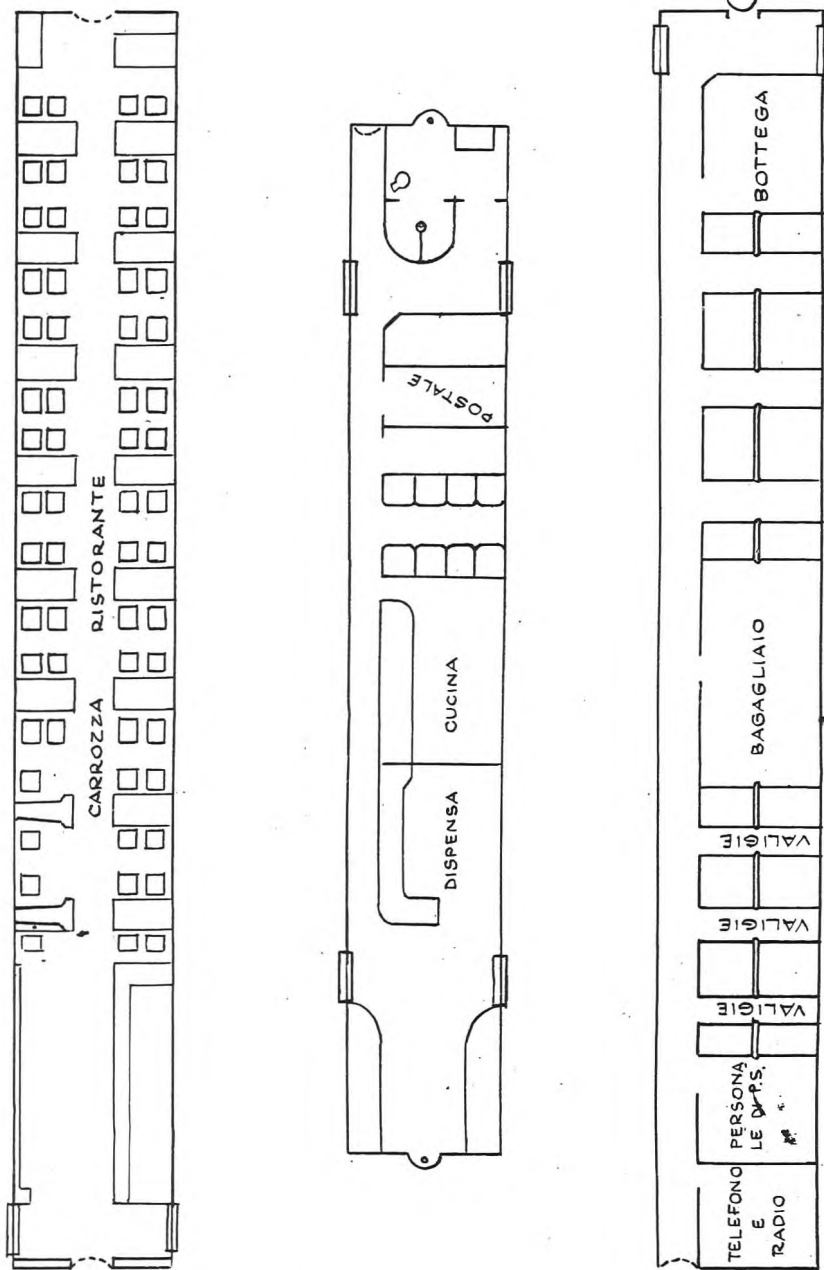 CARROZZA RISTORANTE
POSTALE
CUCINA
DISPENSA
BOTTEGA
BAGAGLIAIO
VALIGIE
VALIGIE
VALIGIE
PERSONA
LE DI P.S.
TELEFONO
E
RADIO